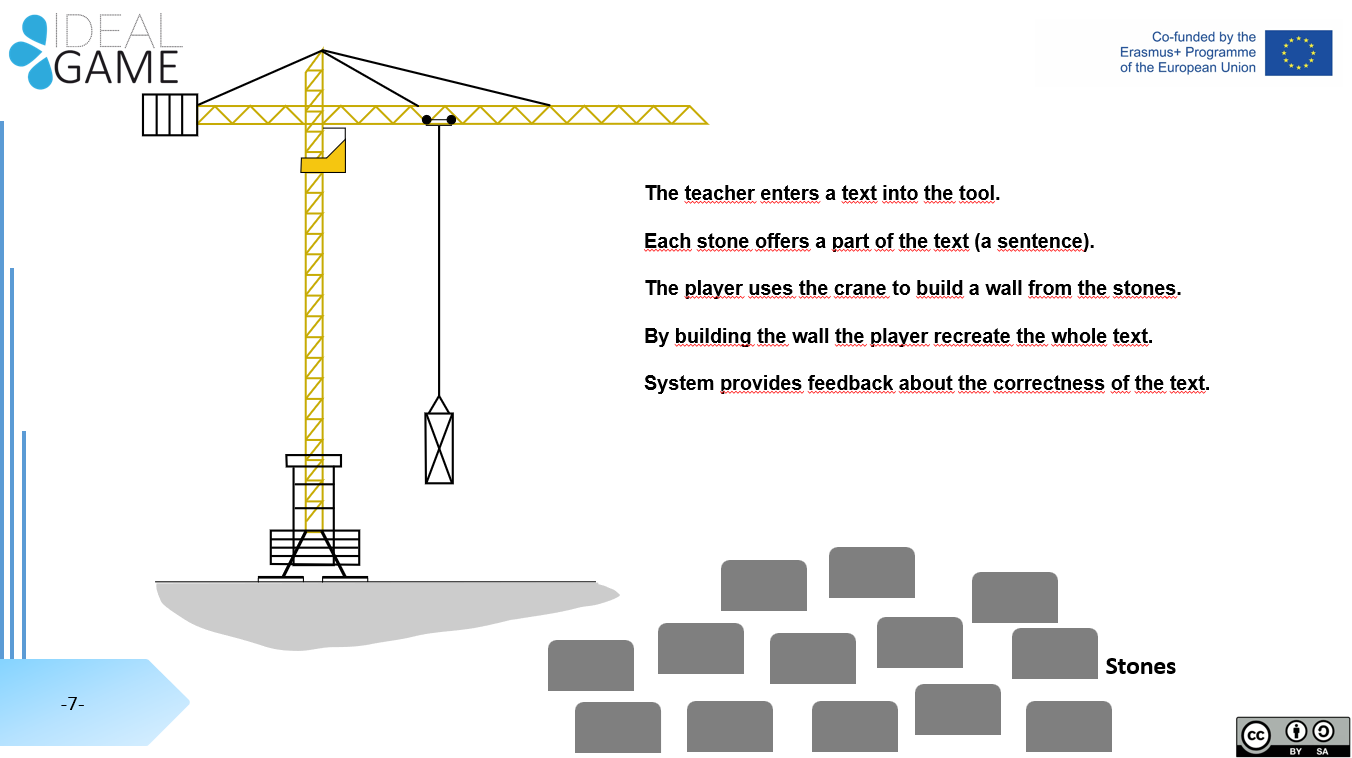 IDEAL
GAME
Co-funded by the
Erasmus+ Programme
of the European Union
The teacher enters a text into the tool.
Each stone offers a part of the text (a sentence).
The player uses the crane to build a wall from the stones.
By building the wall the player recreate the whole text.
System provides feedback about the correctness of the text.
Stones
-7-
cc
BY SA